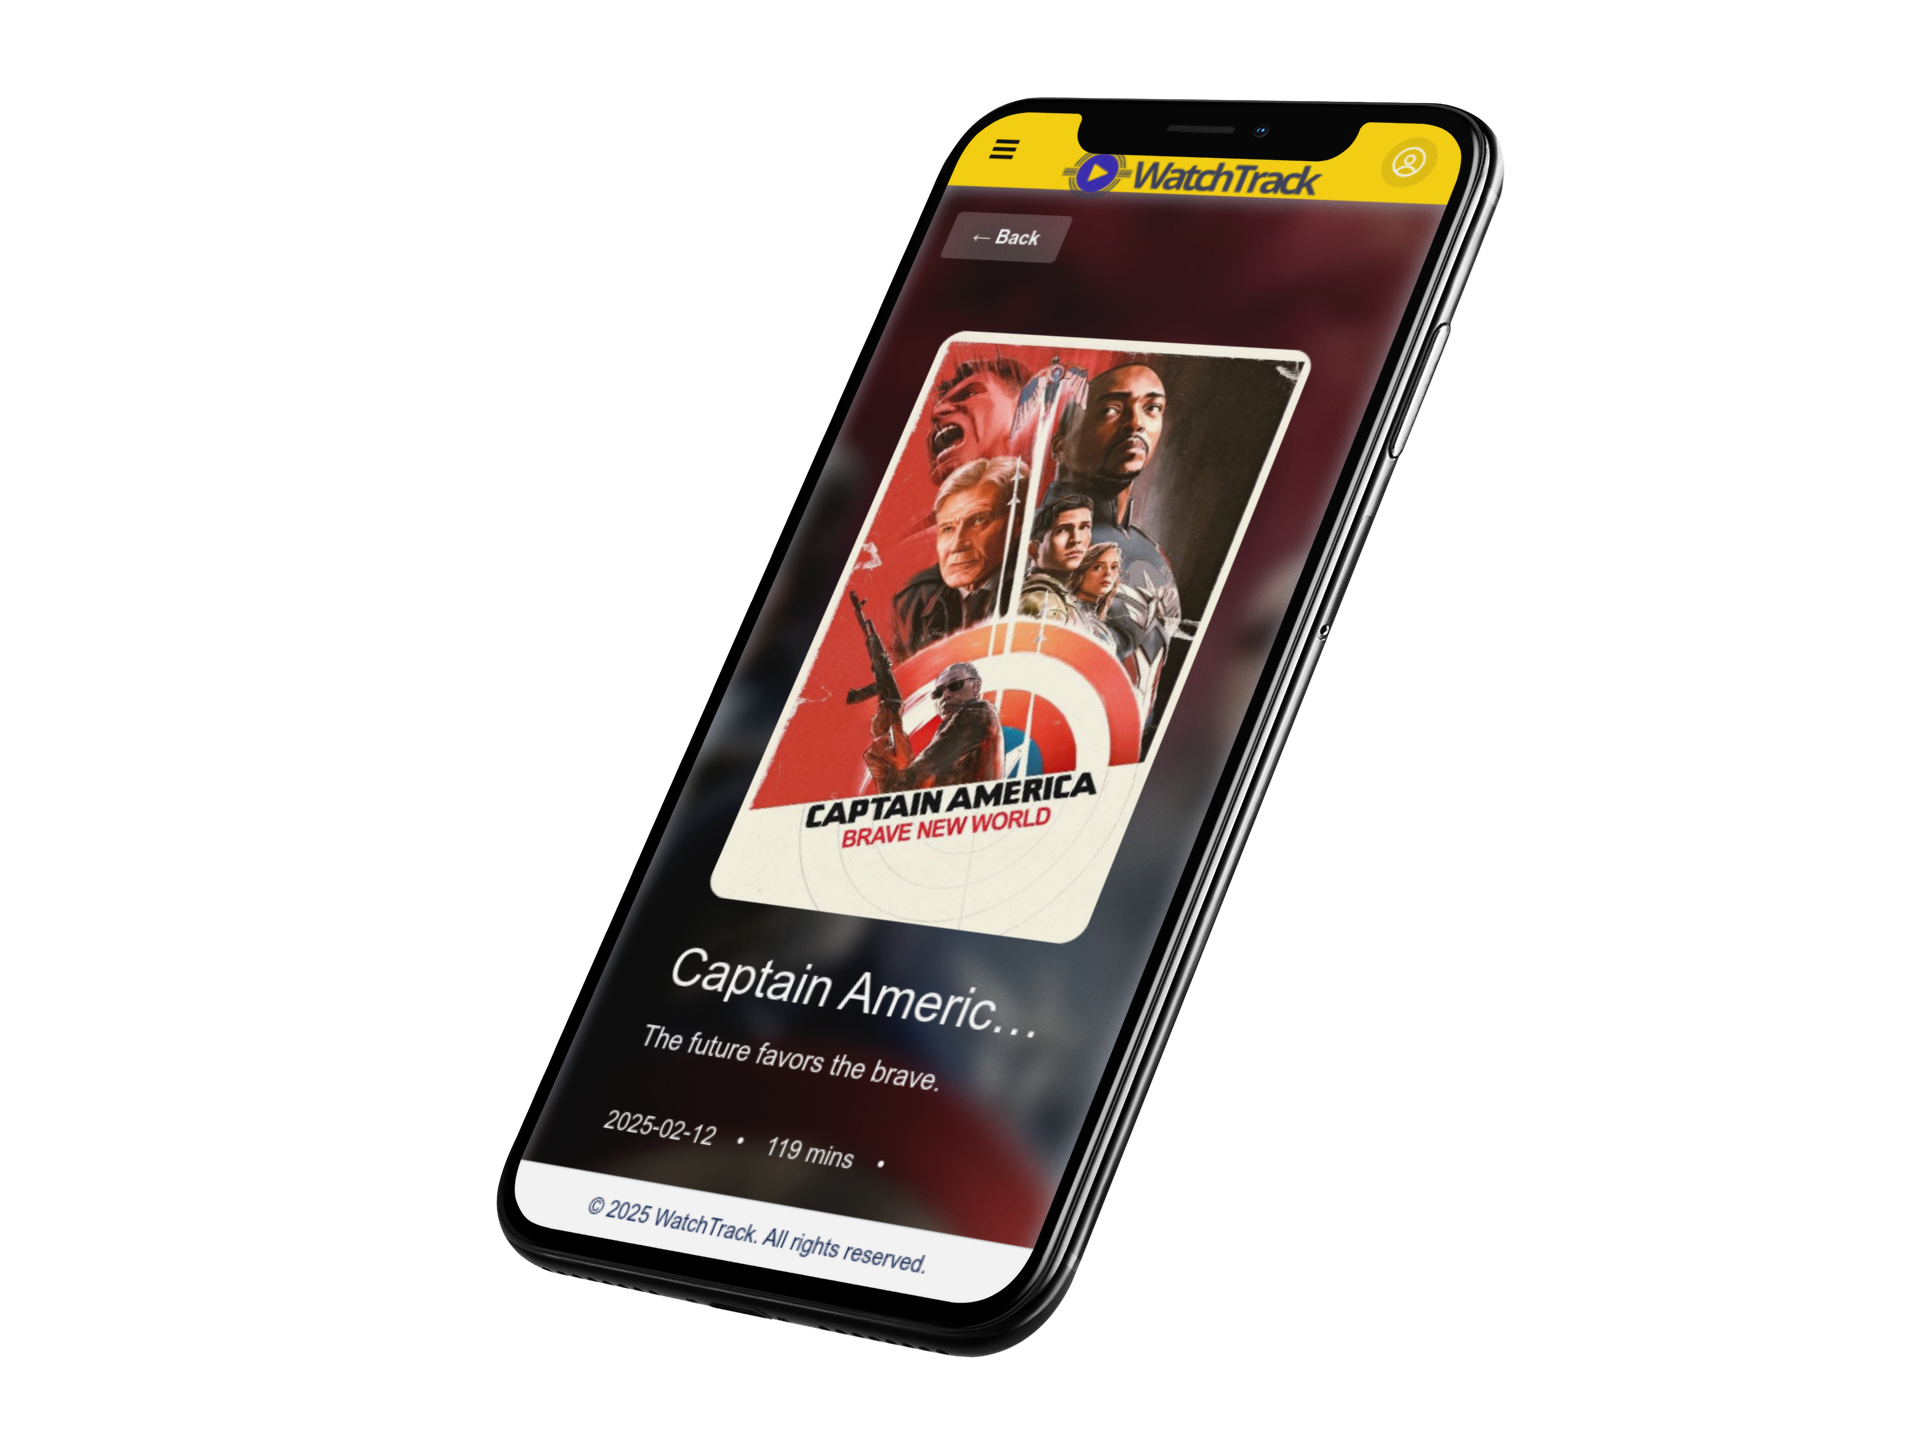 WatchTrack
← Back
CAPTAIN AMERICA
BRAVE NEW WORLD
Captain Americ...
The future favors the brave.
2025-02-12 • 119 mins •
© 2025 WatchTrack. All rights reserved.